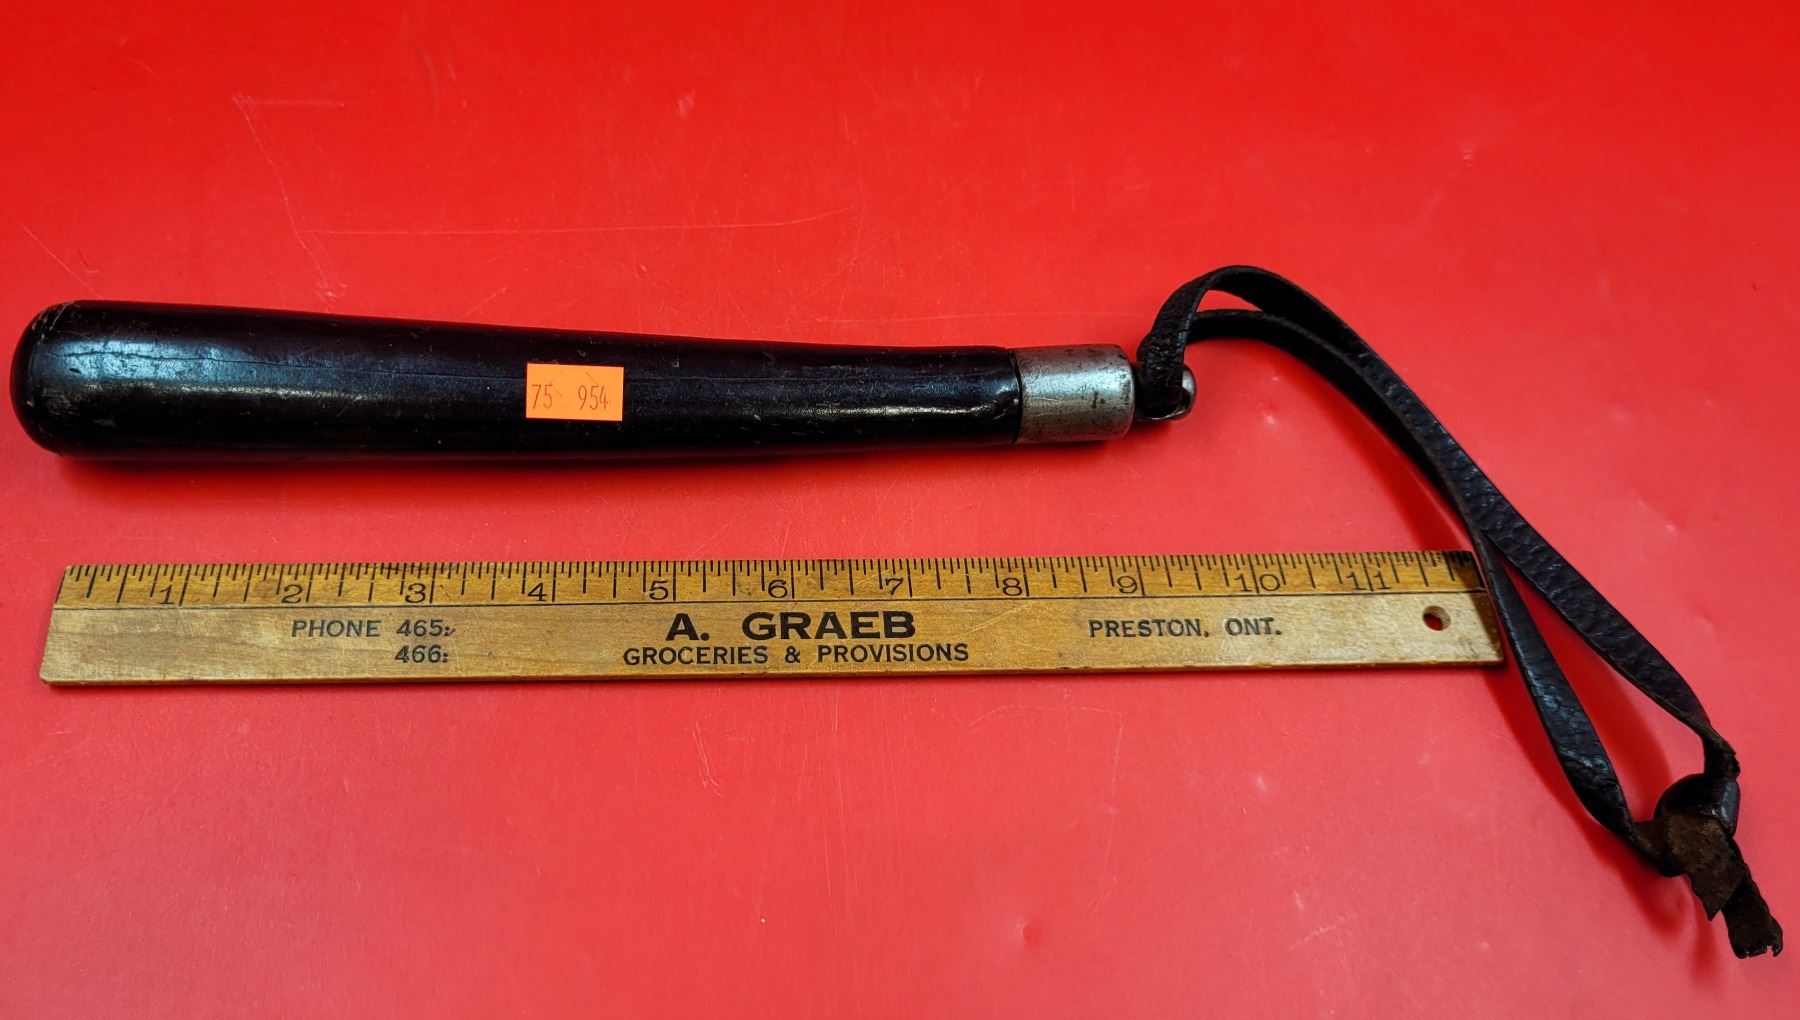 75 954
1 2 3 4 5 6 7 8 9 10 11
PHONE 465: A. GRAEB PRESTON, ONT.
466: GROCERIES & PROVISIONS